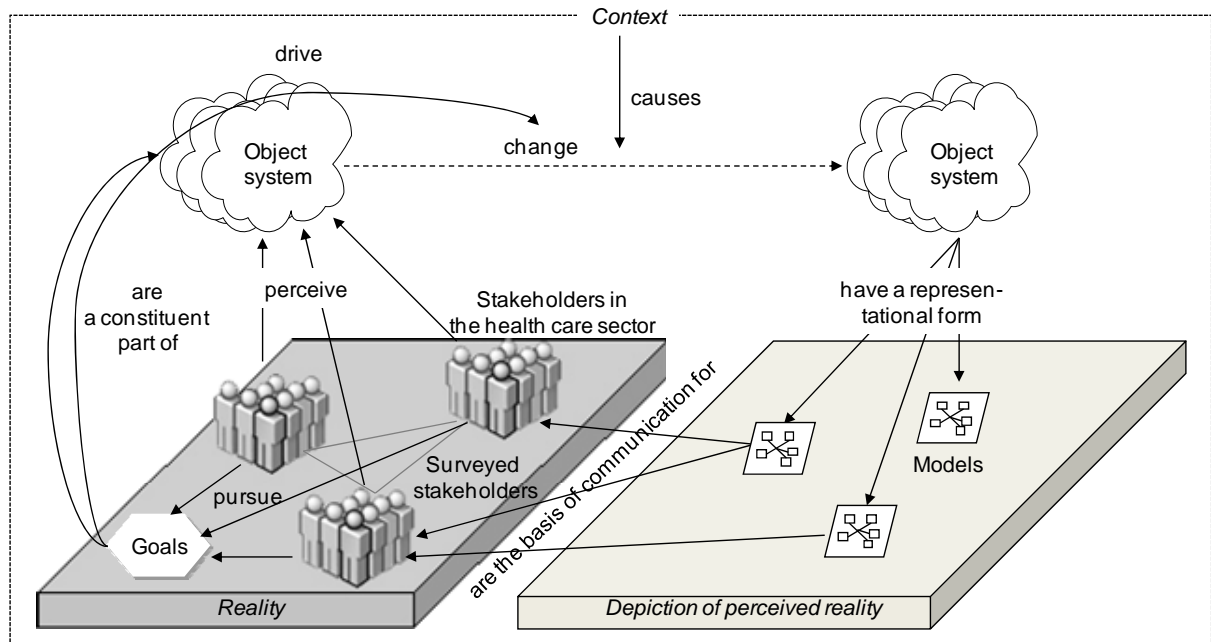 Context
drive
causes
change
Object
system
Object
system
are
a constituent
part of
perceive
Stakeholders in
the health care sector
have a represen-
tational form
are the basis of communication for
Models
Surveyed
stakeholders
pursue
Goals
Reality
Depiction of perceived reality